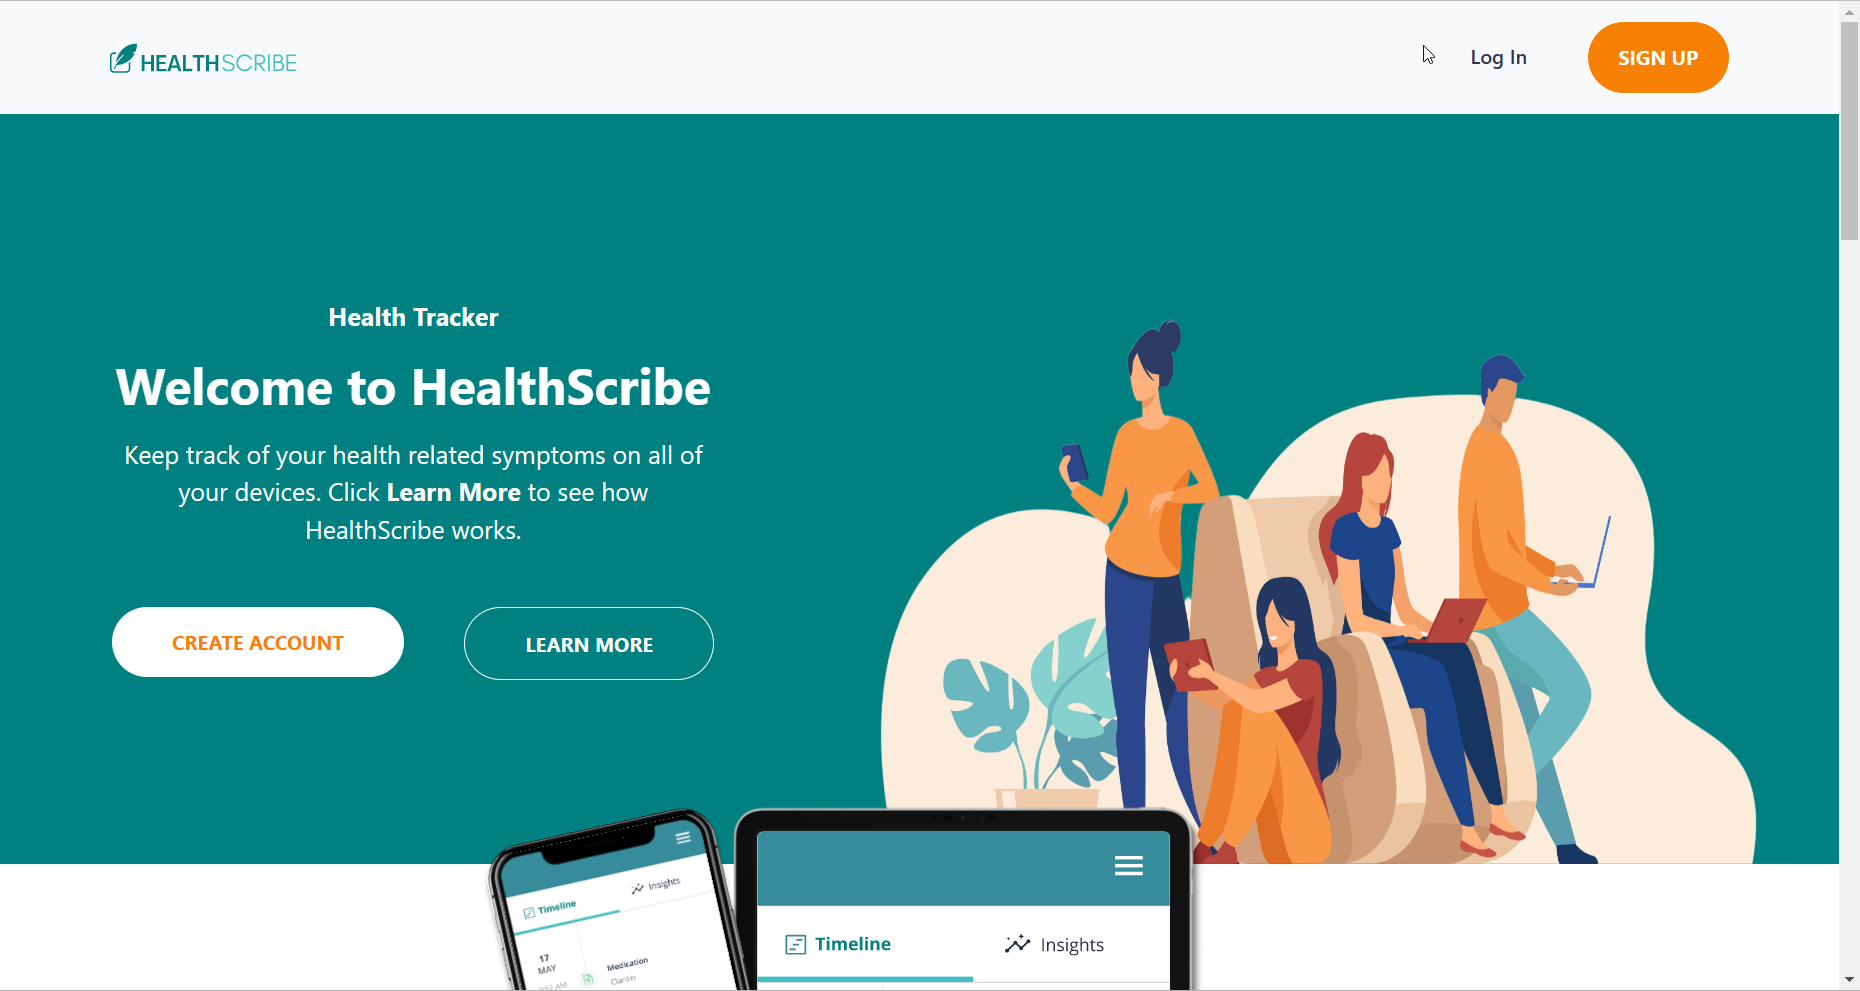 HEALTHSCRIBE
Log In
SIGN UP
Health Tracker
Welcome to HealthScribe
Keep track of your health related symptoms on all of
your devices. Click Learn More to see how
HealthScribe works.
CREATE ACCOUNT
LEARN MORE
Insights
Timeline
17
MAY
Medication
Claritin
Timeline
Insights